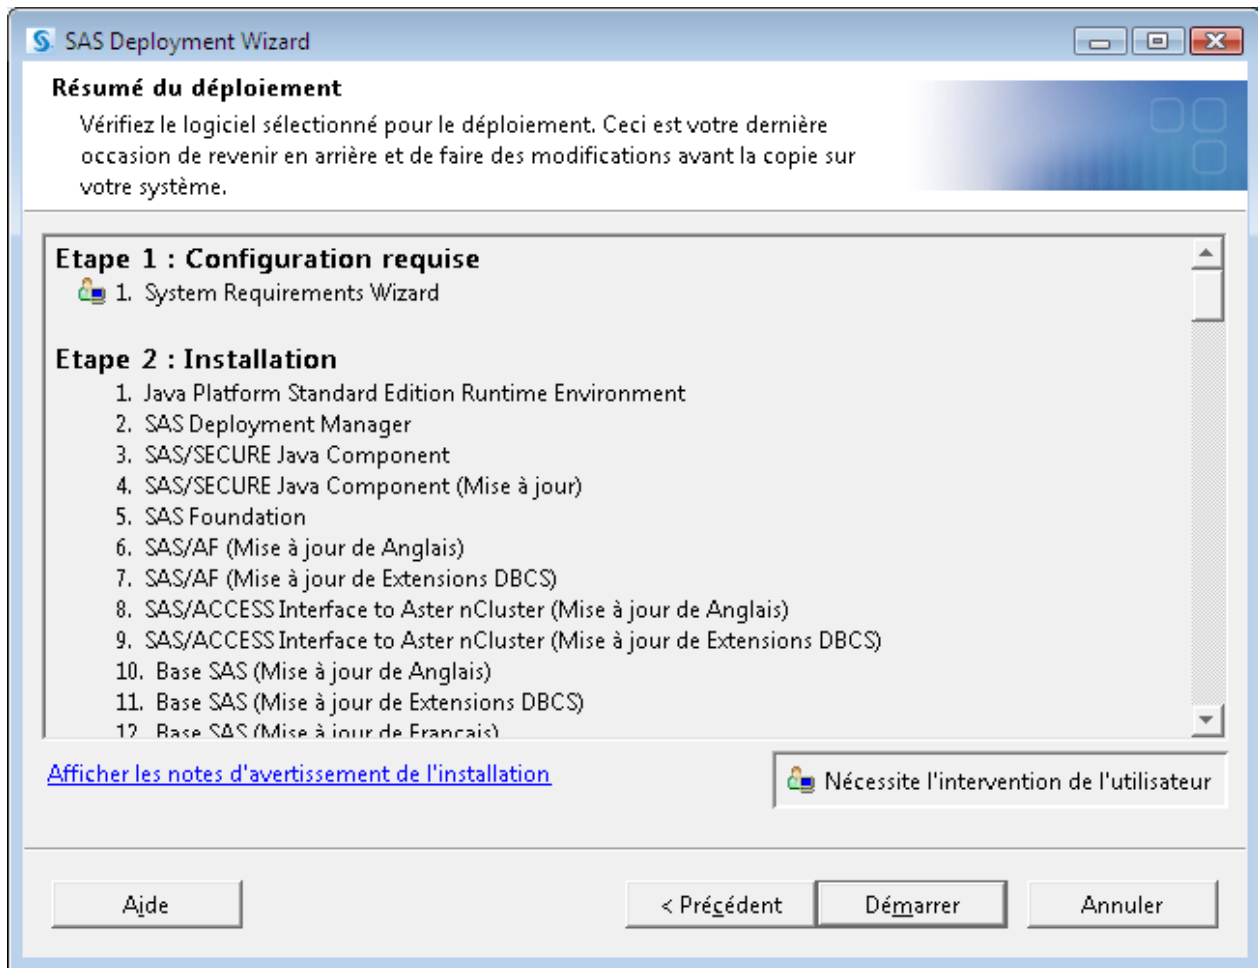 SAS Deployment Wizard
Résumé du déploiement
Vérifiez le logiciel sélectionné pour le déploiement. Ceci est votre dernière
occasion de revenir en arrière et de faire des modifications avant la copie sur
votre système.
Etape 1 : Configuration requise
1. System Requirements Wizard
Etape 2 : Installation
1. Java Platform Standard Edition Runtime Environment
2. SAS Deployment Manager
3. SAS/SECURE Java Component
4. SAS/SECURE Java Component (Mise à jour)
5. SAS Foundation
6. SAS/AF (Mise à jour de Anglais)
7. SAS/AF (Mise à jour de Extensions DBCS)
8. SAS/ACCESS Interface to Aster nCluster (Mise à jour de Anglais)
9. SAS/ACCESS Interface to Aster nCluster (Mise à jour de Extensions DBCS)
10. Base SAS (Mise à jour de Anglais)
11. Base SAS (Mise à jour de Extensions DBCS)
12. Base SAS (Mise à jour de Français)
Afficher les notes d'avertissement de l'installation
Nécessite l'intervention de l'utilisateur
Aide
< Précédent
Démarrer
Annuler